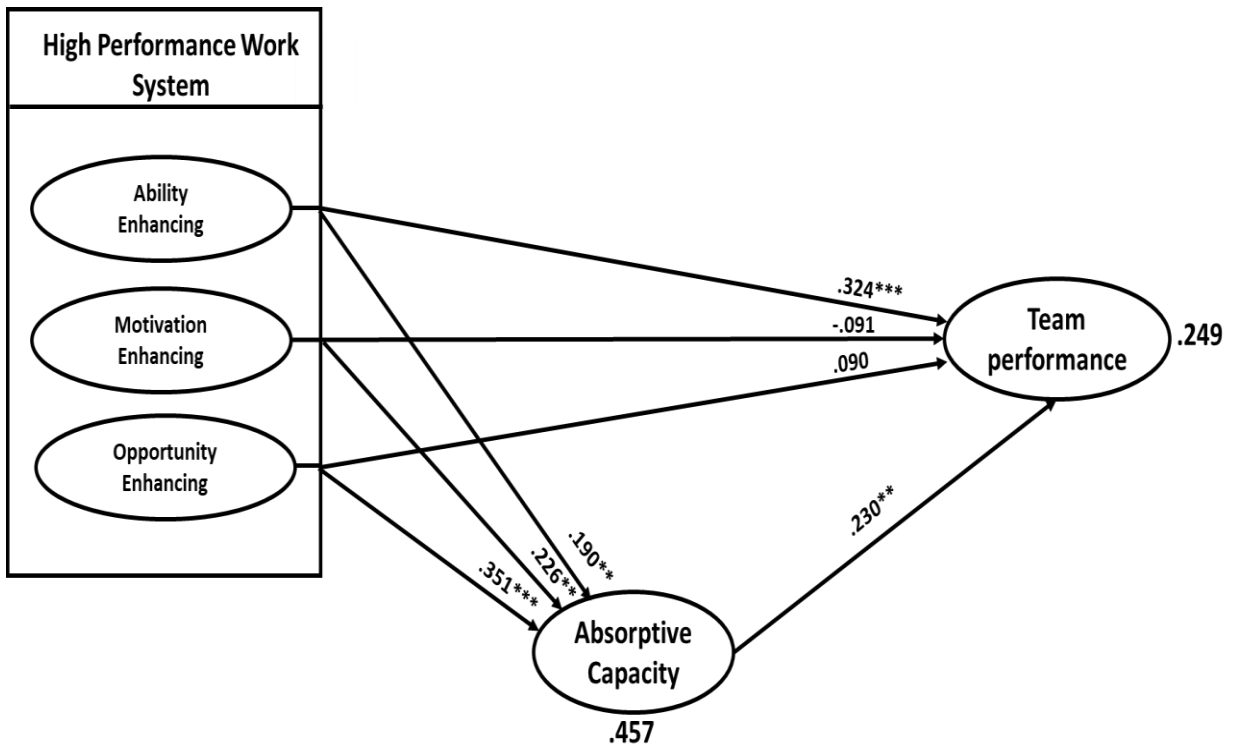 High Performance Work
System
Ability
Enhancing
Motivation
Enhancing
Opportunity
Enhancing
.324***
-.091
.090
Team
performance
.249
.230**
.190**
.226**
.351***
Absorptive
Capacity
.457